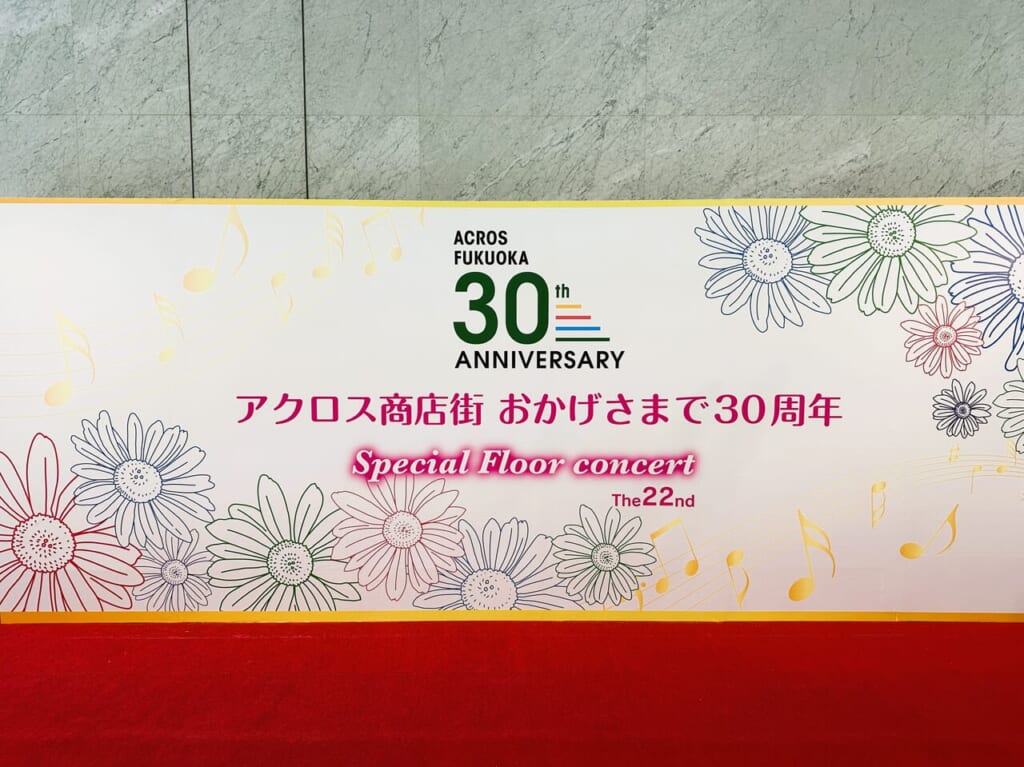 ACROS
FUKUOKA
30th
ANNIVERSARY
アクロス商店街 おかげさまで30周年
Special Floor concert
The22nd